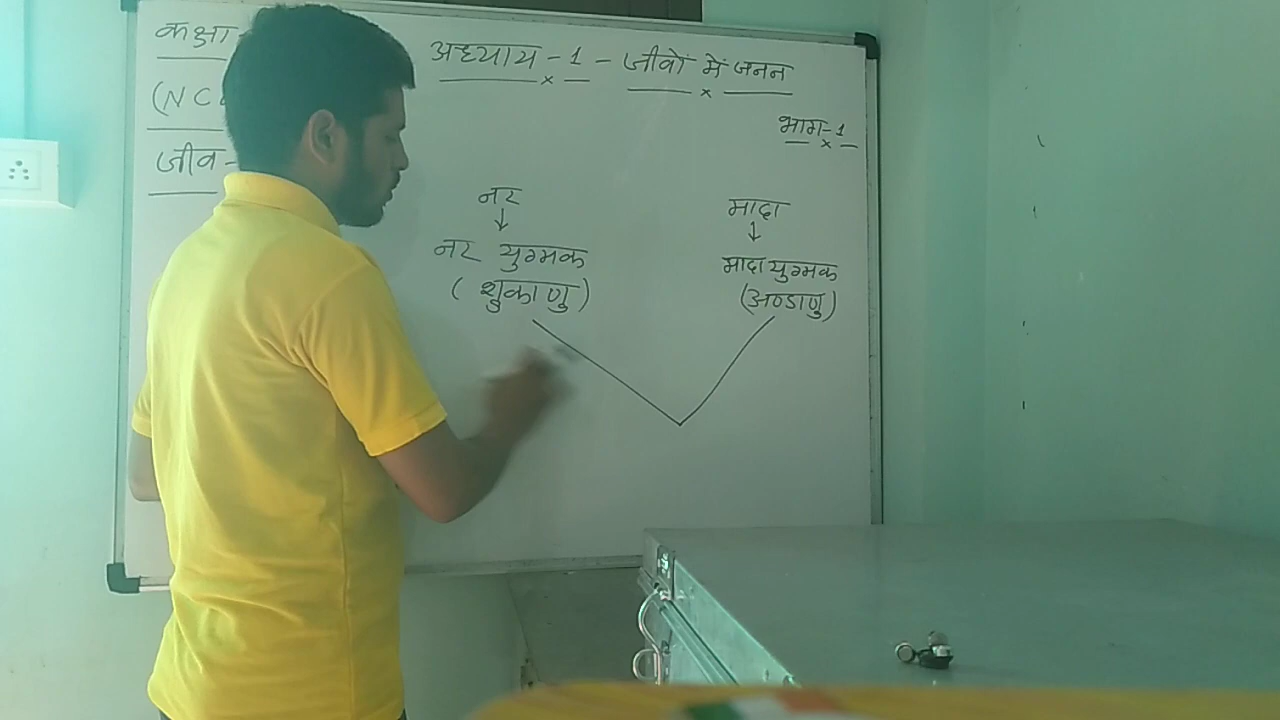 कक्षा
अध्याय - 1 - जीवों में जनन
(NC
भाग-1
जीव-
नर
मादा
नर युग्मक
मादा युग्मक
(शुकाणु)
(अण्डाणु)